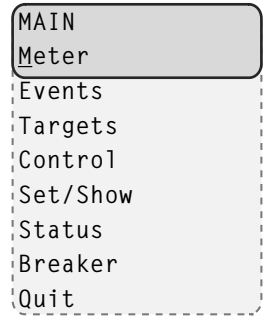 MAIN
Meter
Events
Targets
Control
Set/Show
Status
Breaker
Quit